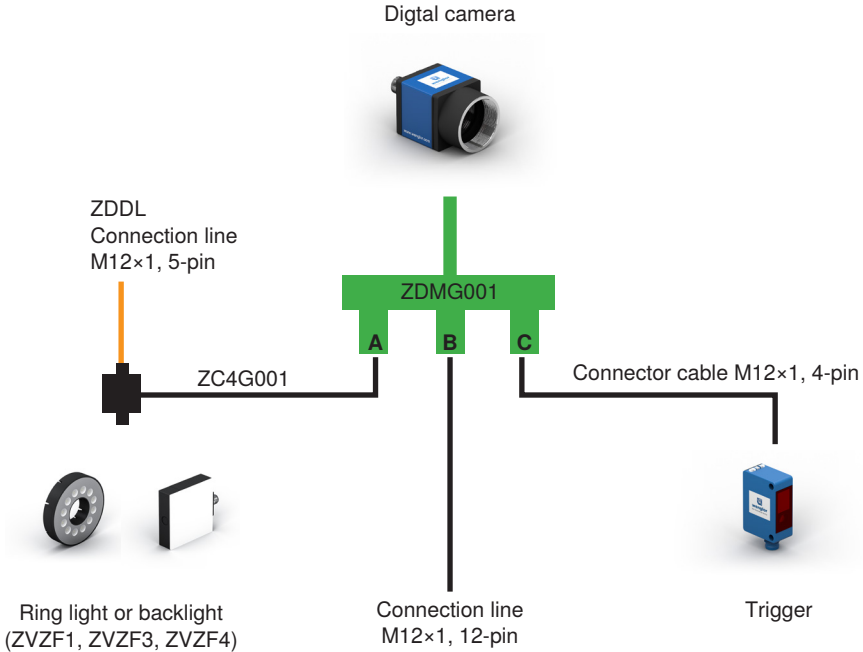 Digtal camera
ZDDL
Connection line
M12×1, 5-pin
ZDMG001
A
B
C
ZC4G001
Connector cable M12×1, 4-pin
Ring light or backlight
(ZVZF1, ZVZF3, ZVZF4)
Connection line
M12×1, 12-pin
Trigger